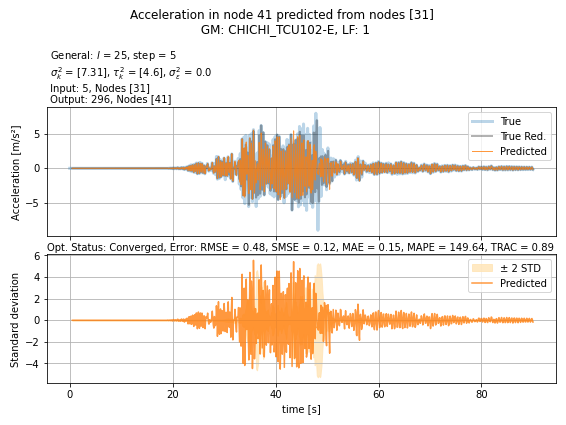 Acceleration in node 41 predicted from nodes [31]
GM: CHICHI_TCU102-E, LF: 1
General: l = 25, step = 5
σ²ₖ = [7.31], τ²ₖ = [4.6], σ²ε = 0.0
Input: 5, Nodes [31]
Output: 296, Nodes [41]
Acceleration [m/s²]
5
0
−5
True
True Red.
Predicted
Opt. Status: Converged, Error: RMSE = 0.48, SMSE = 0.12, MAE = 0.15, MAPE = 149.64, TRAC = 0.89
Standard deviation
6
4
2
0
−2
−4
± 2 STD
Predicted
0 20 40 60 80
time [s]